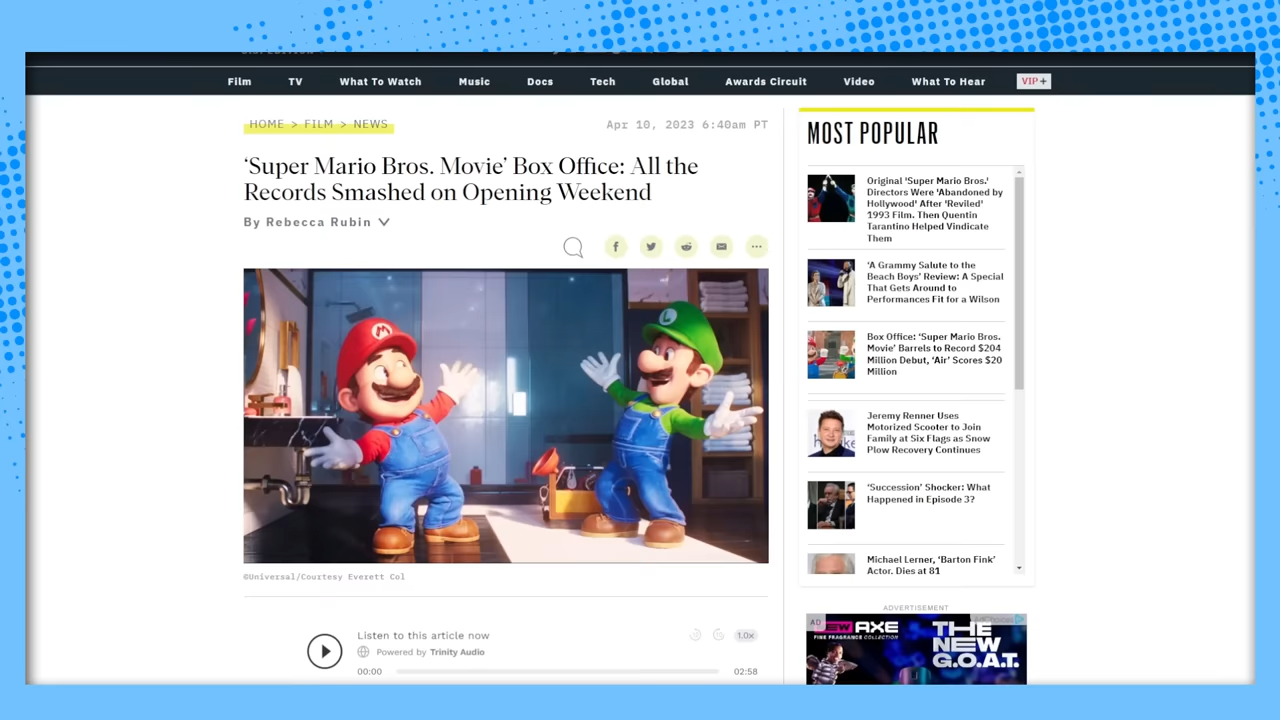 Film TV What To Watch Music Docs Tech Global Awards Circuit Video What To Hear VIP+
HOME > FILM > NEWS
Apr 10, 2023 6:40am PT
‘Super Mario Bros. Movie’ Box Office: All the
Records Smashed on Opening Weekend
By Rebecca Rubin
M
L
©Universal/Courtesy Everett Col
Listen to this article now
1.0x
Powered by Trinity Audio
00:00
02:58
MOST POPULAR
Original 'Super Mario Bros.'
Directors Were 'Abandoned by
Hollywood' After 'Reviled'
1993 Film. Then Quentin
Tarantino Helped Vindicate
Them
‘A Grammy Salute to the
Beach Boys’ Review: A Special
That Gets Around to
Performances Fit for a Wilson
Box Office: ‘Super Mario Bros.
Movie’ Barrels to Record $204
Million Debut, ‘Air’ Scores $20
Million
Jeremy Renner Uses
Motorized Scooter to Join
Family at Six Flags as Snow
Plow Recovery Continues
‘Succession’ Shocker: What
Happened in Episode 3?
Michael Lerner, ‘Barton Fink’
Actor, Dies at 81
ADVERTISEMENT
AD
NEW AXE
FINE FRAGRANCE COLLECTION
THE
NEW
G.O.A.T.